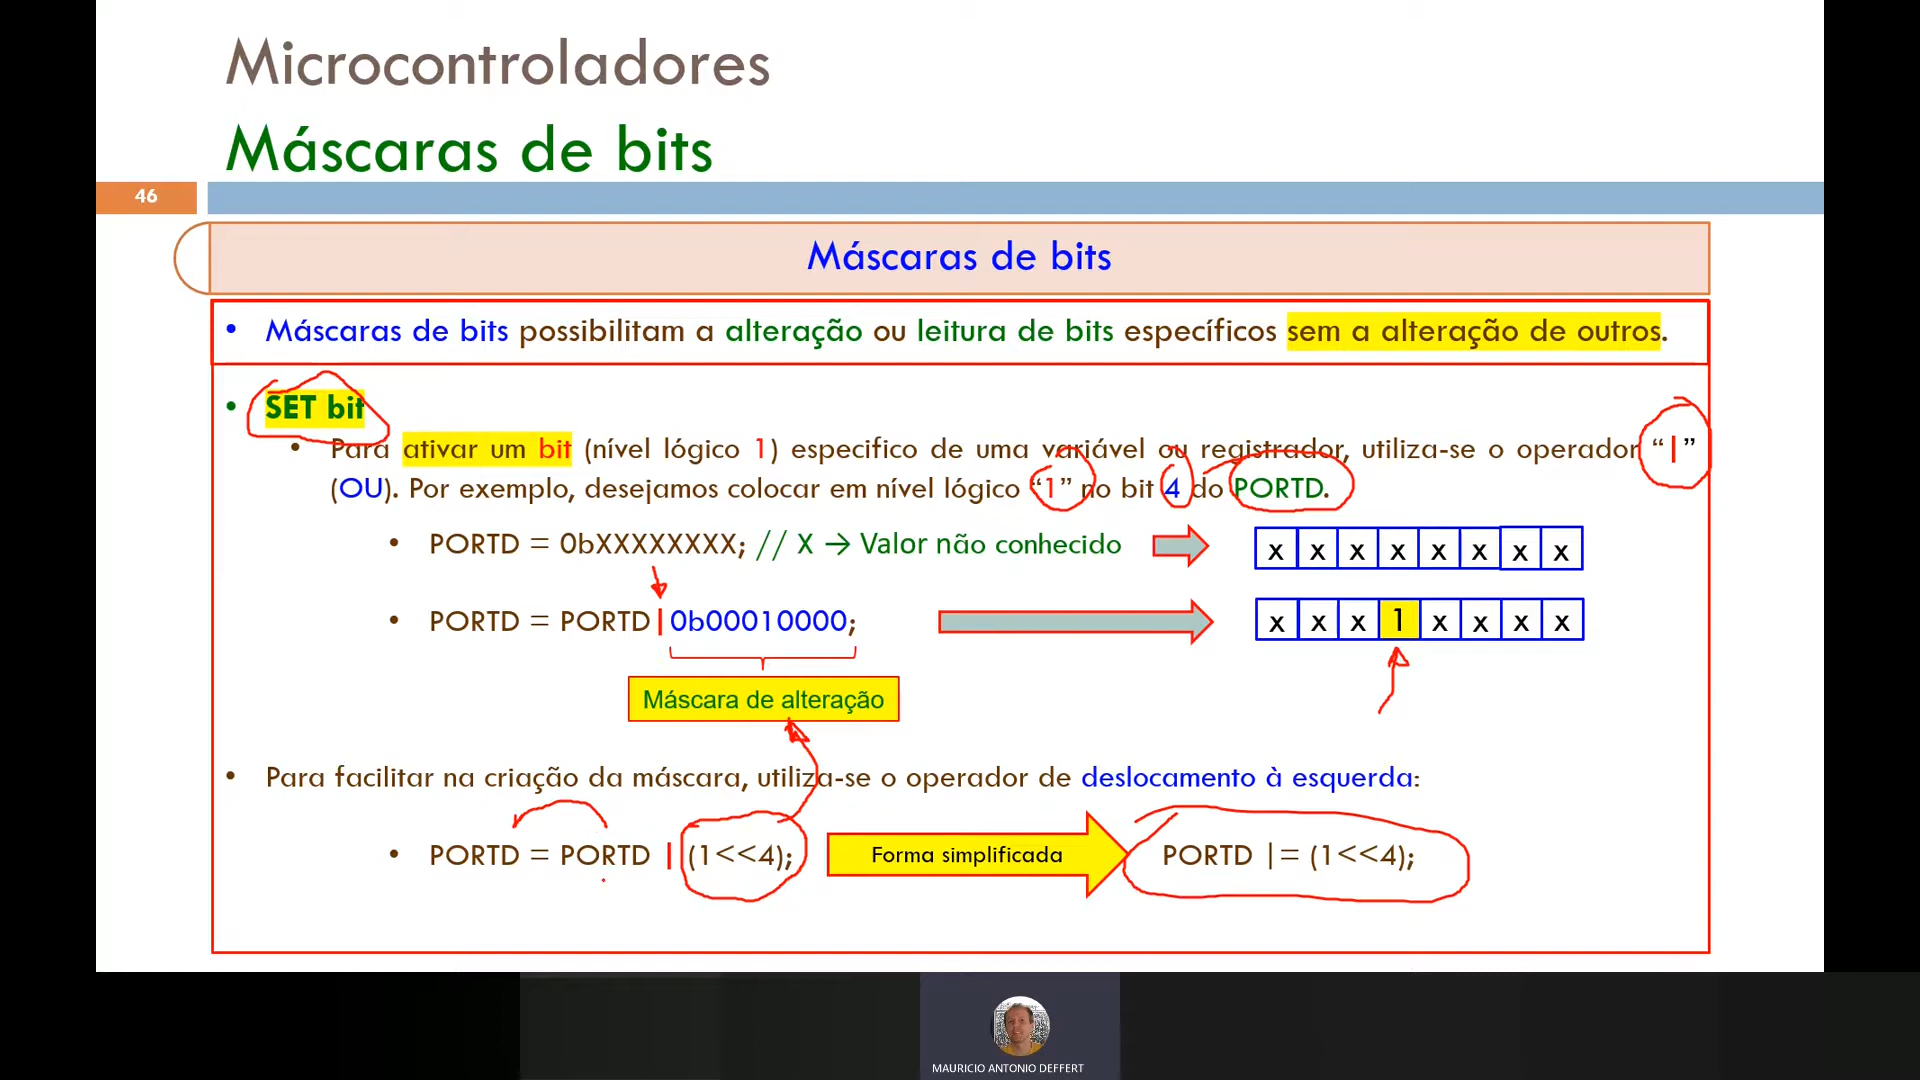 Microcontroladores
Máscaras de bits
46
Máscaras de bits
• Máscaras de bits possibilitam a alteração ou leitura de bits específicos sem a alteração de outros.
• SET bit
• Para ativar um bit (nível lógico 1) especifico de uma variável ou registrador, utiliza-se o operador “|”
(OU). Por exemplo, desejamos colocar em nível lógico “1” no bit 4 do PORTD.
• PORTD = 0bXXXXXXXX; // X → Valor não conhecido
x x x x x x x x
• PORTD = PORTD|0b00010000;
x x x 1 x x x x
Máscara de alteração
• Para facilitar na criação da máscara, utiliza-se o operador de deslocamento à esquerda:
• PORTD = PORTD | (1<<4);
Forma simplificada
PORTD |= (1<<4);
MAURICIO ANTONIO DEFFERT